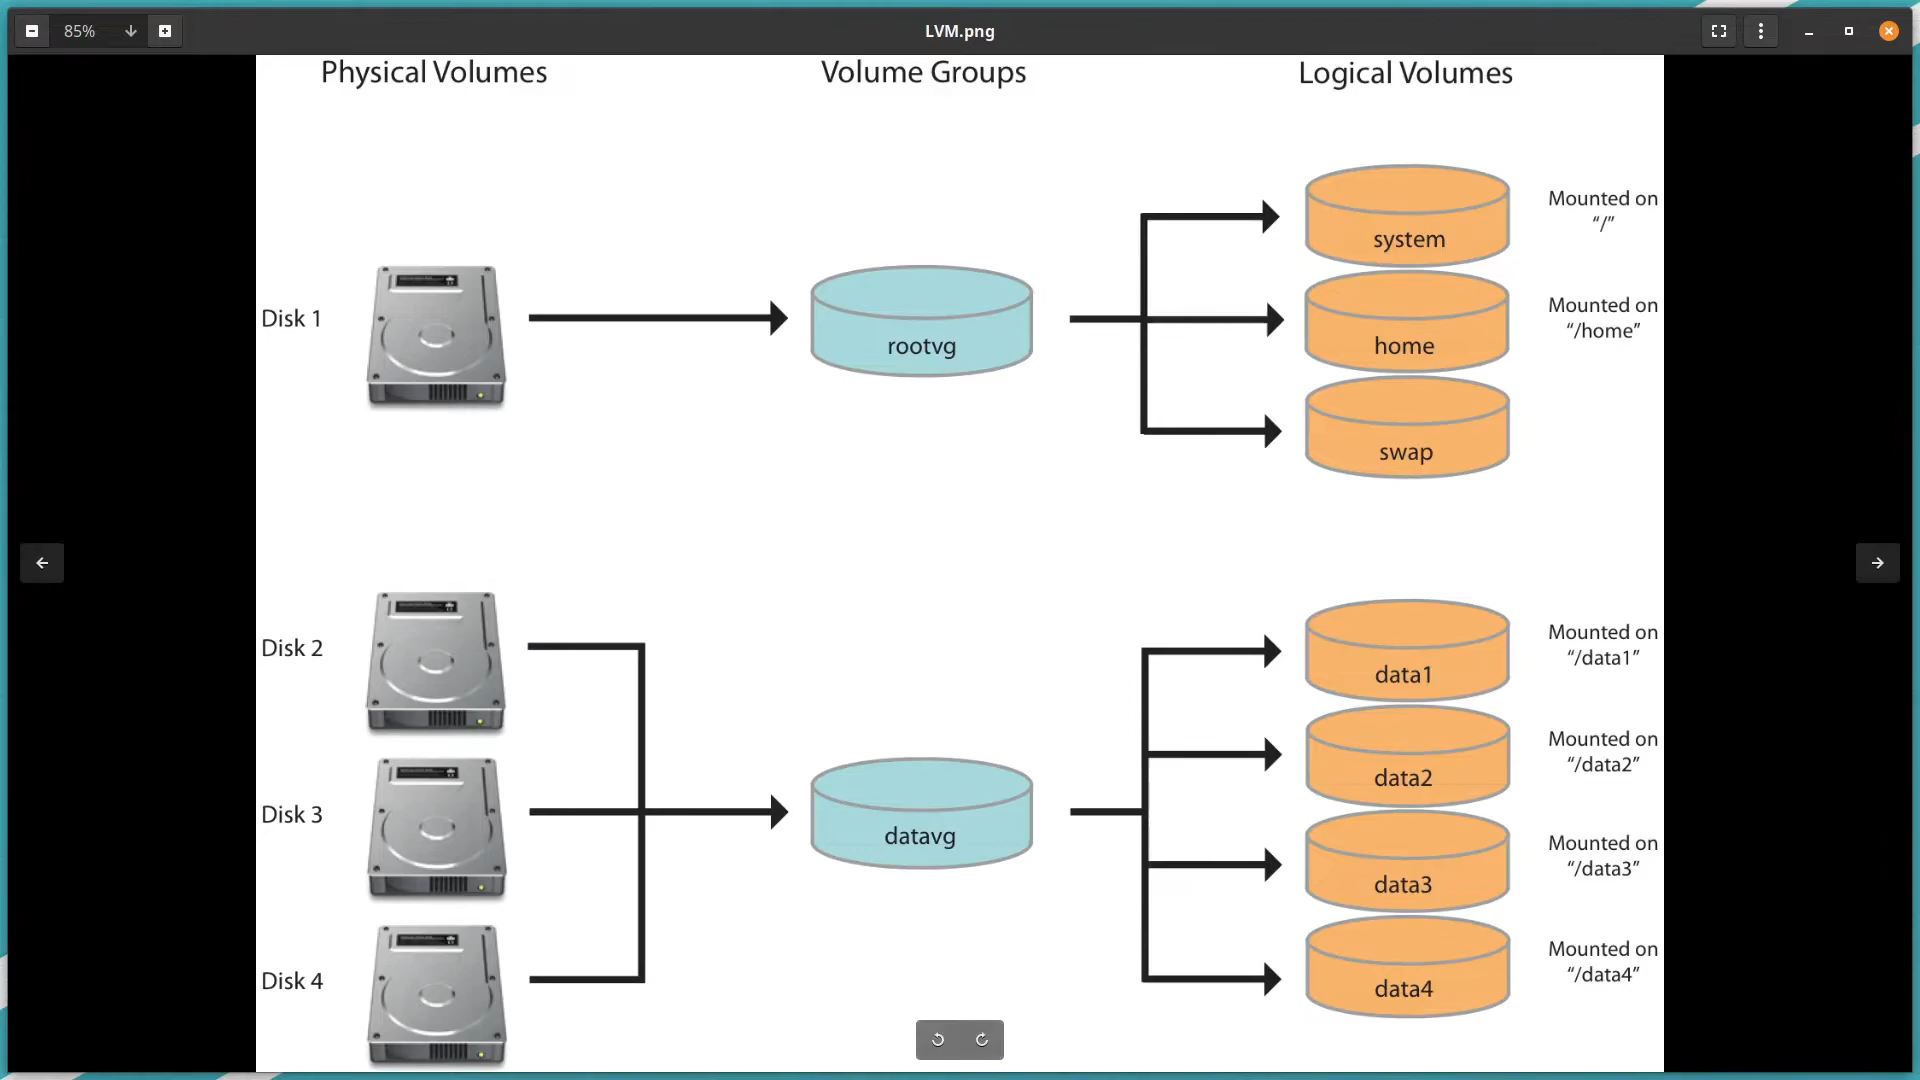 85%
LVM.png
Physical Volumes
Volume Groups
Logical Volumes
Disk 1
rootvg
system
Mounted on
“/”
home
Mounted on
“/home”
swap
Disk 2
Disk 3
Disk 4
datavg
data1
Mounted on
“/data1”
data2
Mounted on
“/data2”
data3
Mounted on
“/data3”
data4
Mounted on
“/data4”